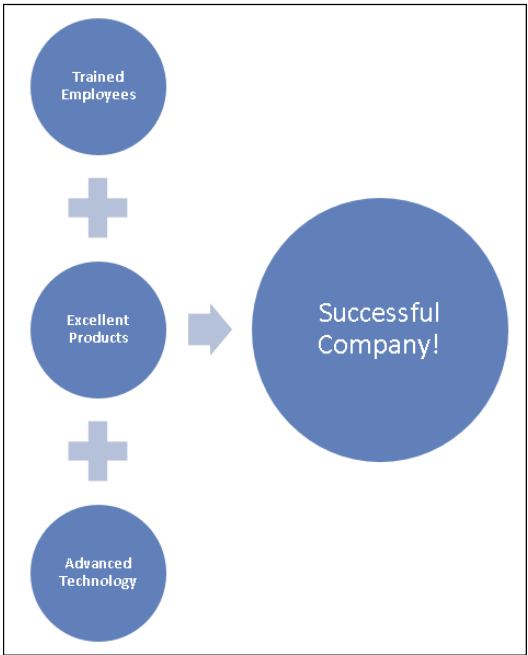 Trained
Employees
Excellent
Products
Successful
Company!
Advanced
Technology